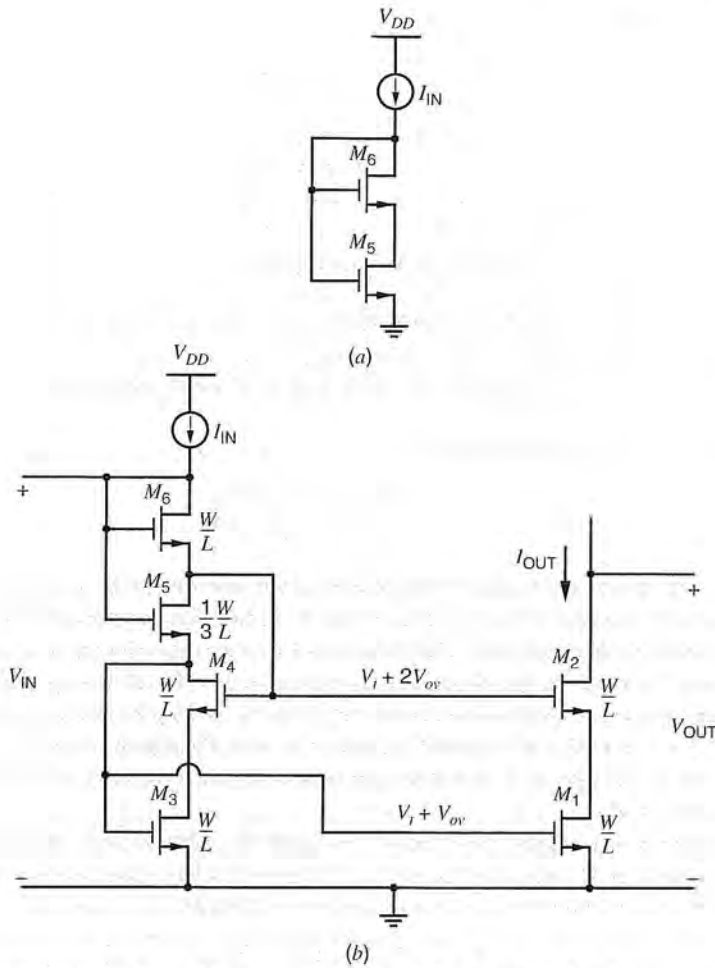 V_DD
I_IN
M_6
M_5
(a)
V_DD
I_IN
+
M_6
W/L
I_OUT
+
M_5
1/3 W/L
V_IN
M_4
W/L
V_t + 2V_ov
M_2
W/L
V_OUT
M_3
W/L
V_t + V_ov
M_1
W/L
–
–
(b)